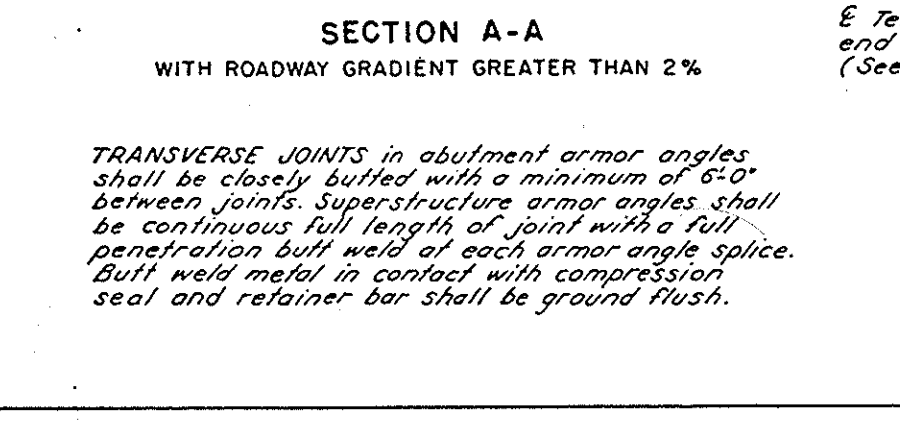 SECTION A-A
WITH ROADWAY GRADIENT GREATER THAN 2%
℄ Te
end
(See
TRANSVERSE JOINTS in abutment armor angles
shall be closely butted with a minimum of 6'-0"
between joints. Superstructure armor angles shall
be continuous full length of joint with a full
penetration butt weld at each armor angle splice.
Butt weld metal in contact with compression
seal and retainer bar shall be ground flush.